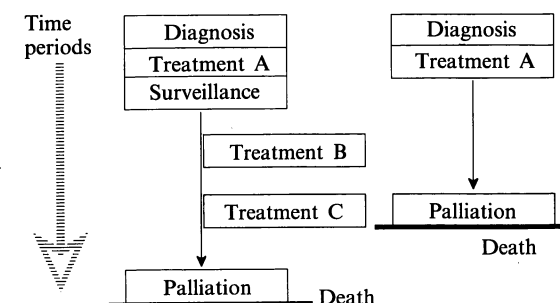 Time
periods
Diagnosis
Treatment A
Surveillance
Treatment B
Treatment C
Palliation
Death
Diagnosis
Treatment A
Palliation
Death